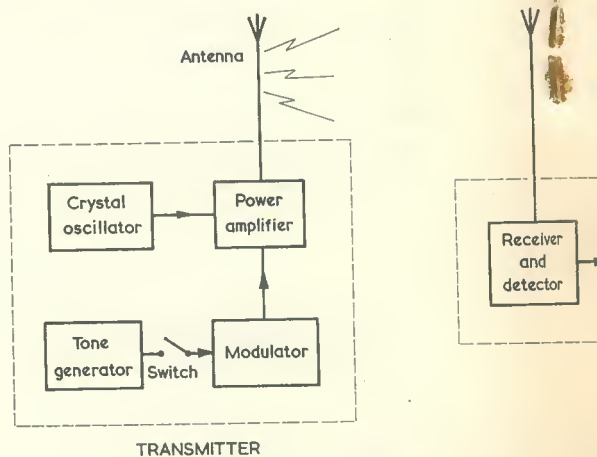 Antenna
Crystal
oscillator
Power
amplifier
Tone
generator
Switch
Modulator
TRANSMITTER
Receiver
and
detector